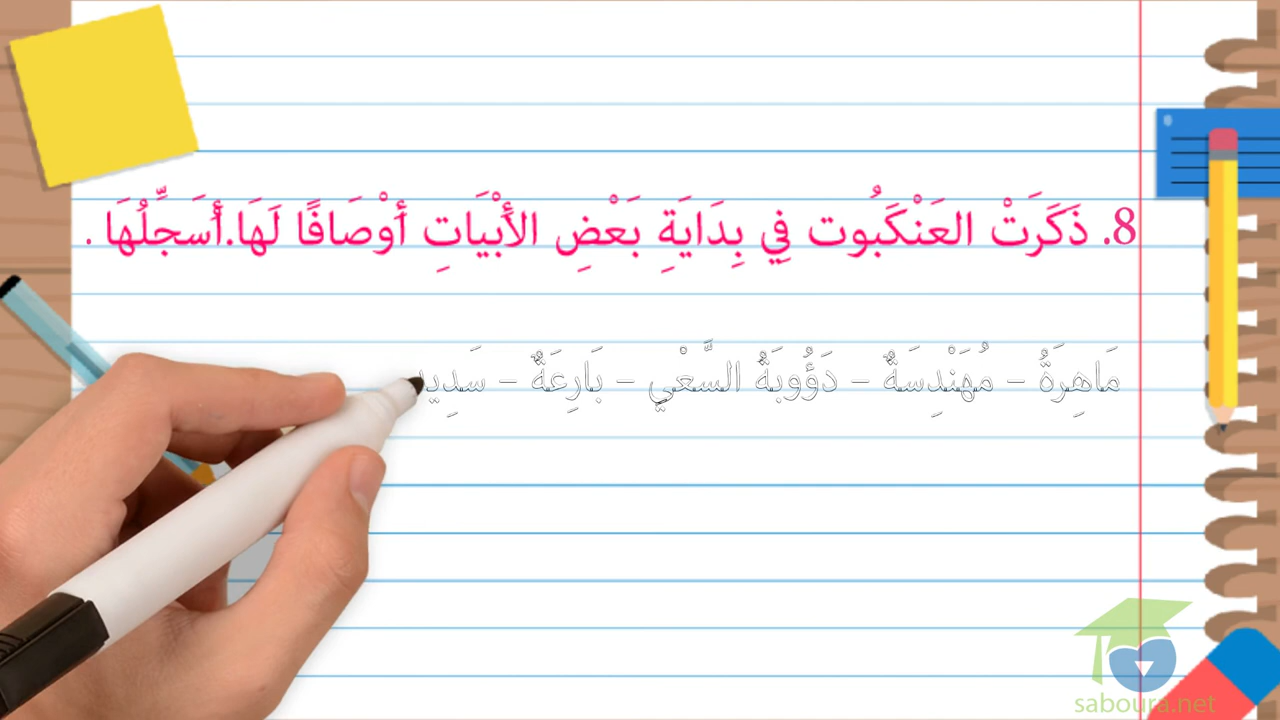 8. ذَكَرَتْ العَنْكَبُوت فِي بِدَايَةِ بَعْضِ الأَبْيَاتِ أَوْصَافًا لَهَا.أُسَجِّلُهَا .
مَاهِرَةُ – مُهَنْدِسَةٌ – دَؤُوبَةُ السَّعْيِ – بَارِعَةٌ –
saboura.net